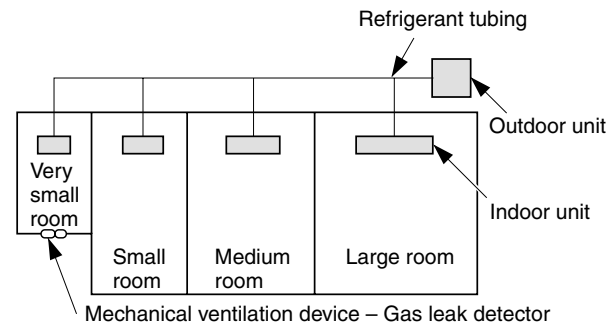 Refrigerant tubing
Outdoor unit
Indoor unit
Very
small
room
Small
room
Medium
room
Large room
Mechanical ventilation device – Gas leak detector